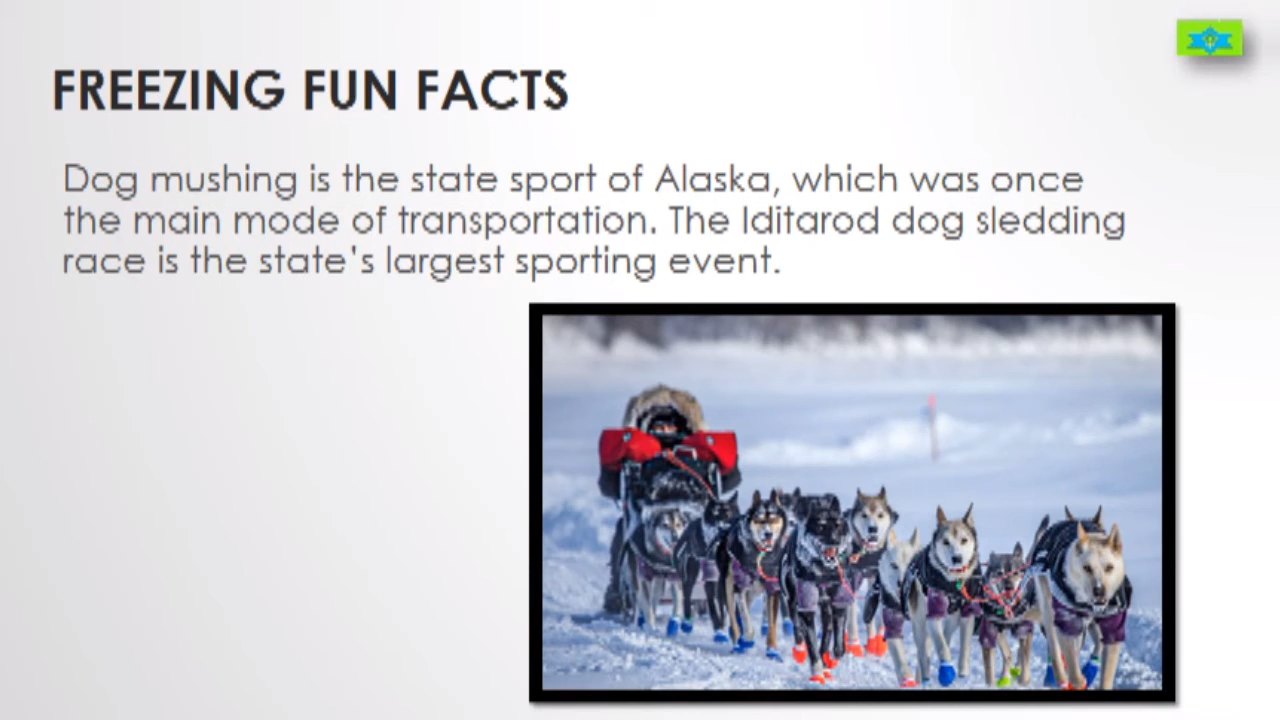 FREEZING FUN FACTS
Dog mushing is the state sport of Alaska, which was once
the main mode of transportation. The Iditarod dog sledding
race is the state's largest sporting event.